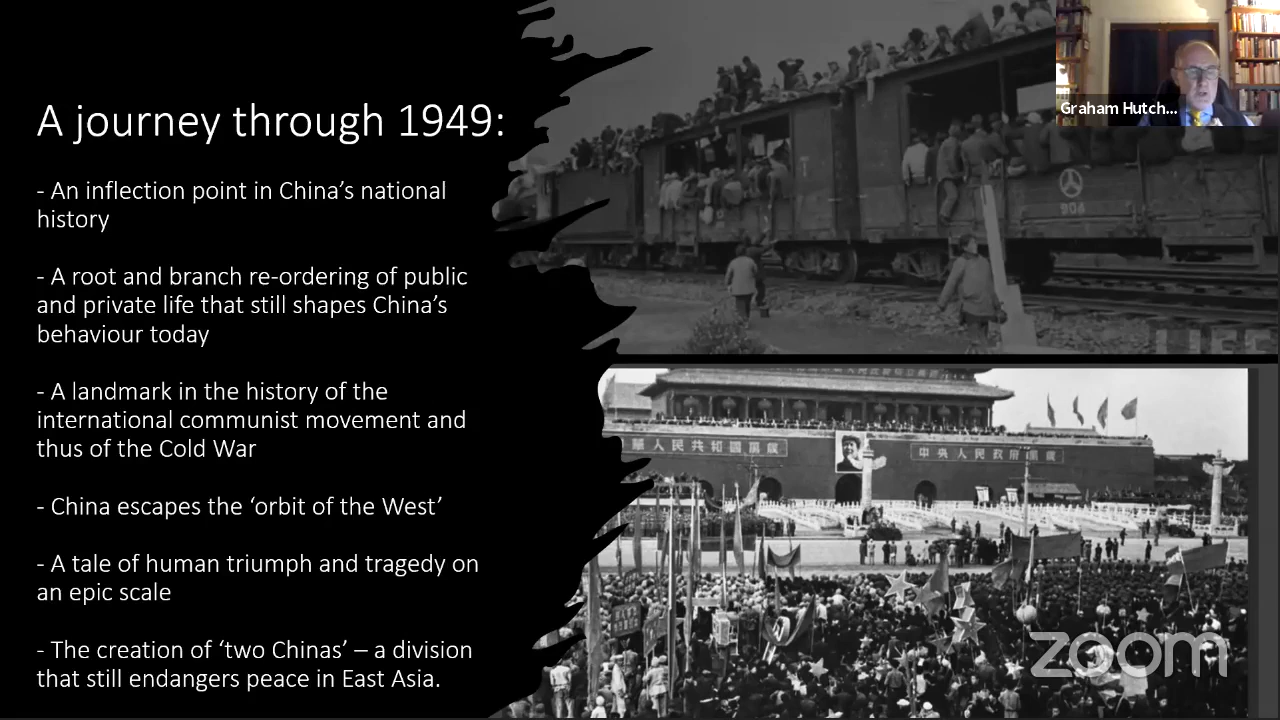 A journey through 1949:
- An inflection point in China’s national
history
- A root and branch re-ordering of public
and private life that still shapes China’s
behaviour today
- A landmark in the history of the
international communist movement and
thus of the Cold War
- China escapes the ‘orbit of the West’
- A tale of human triumph and tragedy on
an epic scale
- The creation of ‘two Chinas’ – a division
that still endangers peace in East Asia.
Graham Hutch...
904
LIFE
華人民共和國萬歲
中央人民政府萬歲
zoom